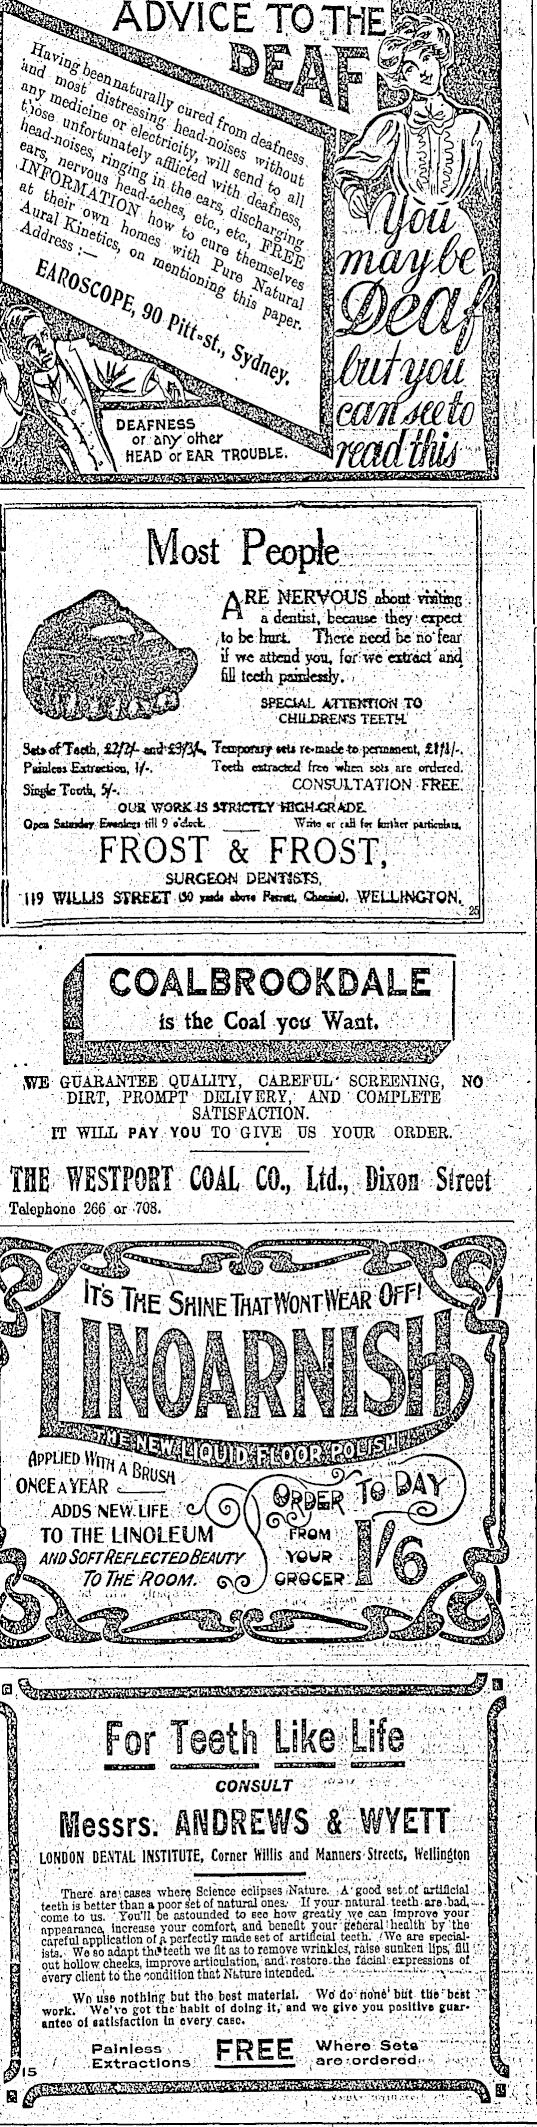 ADVICE TO THE
DEAF
Having been naturally cured from deafness
and most distressing head-noises without
any medicine or electricity, will send to all
those unfortunately afflicted with deafness,
head-noises, ringing in the ears, discharging
ears, nervous head-aches, etc., etc., FREE
INFORMATION how to cure themselves
at their own homes with Pure Natural
Aural Kinetics, on mentioning this paper.
Address :—
EAROSCOPE, 90 Pitt-st., Sydney.
You
may be
Deaf
but you
can see to
read this
DEAFNESS
or any other
HEAD or EAR TROUBLE.
Most People
ARE NERVOUS about visiting
a dentist, because they expect
to be hurt. There need be no fear
if we attend you, for we extract and
fill teeth painlessly.
SPECIAL ATTENTION TO
CHILDREN'S TEETH.
Sets of Teeth, £2/2/- and £3/3/-. Temporary sets re-made to permanent, £1/1/-.
Painless Extraction, 1/-. Teeth extracted free when sets are ordered.
Single Tooth, 5/-. CONSULTATION FREE.
OUR WORK IS STRICTLY HIGH-GRADE.
Open Saturday Evenings till 9 o'clock. Write or call for further particulars.
FROST & FROST,
SURGEON DENTISTS,
119 WILLIS STREET (50 yards above Perrett, Chemist), WELLINGTON.
25
COALBROOKDALE
is the Coal you Want.
WE GUARANTEE QUALITY, CAREFUL SCREENING, NO
DIRT, PROMPT DELIVERY, AND COMPLETE
SATISFACTION.
IT WILL PAY YOU TO GIVE US YOUR ORDER.
THE WESTPORT COAL CO., Ltd., Dixon Street
Telephone 266 or 708.
IT'S THE SHINE THAT WONT WEAR OFF!
LINOARNISH
THE NEW LIQUID FLOOR POLISH
APPLIED WITH A BRUSH
ONCE A YEAR
ADDS NEW LIFE
TO THE LINOLEUM
AND SOFT REFLECTED BEAUTY
TO THE ROOM.
ORDER TO DAY
FROM
YOUR
GROCER
1/6
For Teeth Like Life
CONSULT
Messrs. ANDREWS & WYETT
LONDON DENTAL INSTITUTE, Corner Willis and Manners Streets, Wellington
There are cases where Science eclipses Nature. A good set of artificial
teeth is better than a poor set of natural ones. If your natural teeth are bad,
come to us. You'll be astounded to see how greatly we can improve your
appearance, increase your comfort, and benefit your general health by the
careful application of a perfectly made set of artificial teeth. We are special-
ists. We so adapt the teeth we fit as to remove wrinkles, raise sunken lips, fill
out hollow cheeks, improve articulation, and restore the facial expressions of
every client to the condition that Nature intended.
We use nothing but the best material. We do none but the best
work. We've got the habit of doing it, and we give you positive guar-
antee of satisfaction in every case.
Painless
Extractions
FREE
Where Sets
are ordered
15